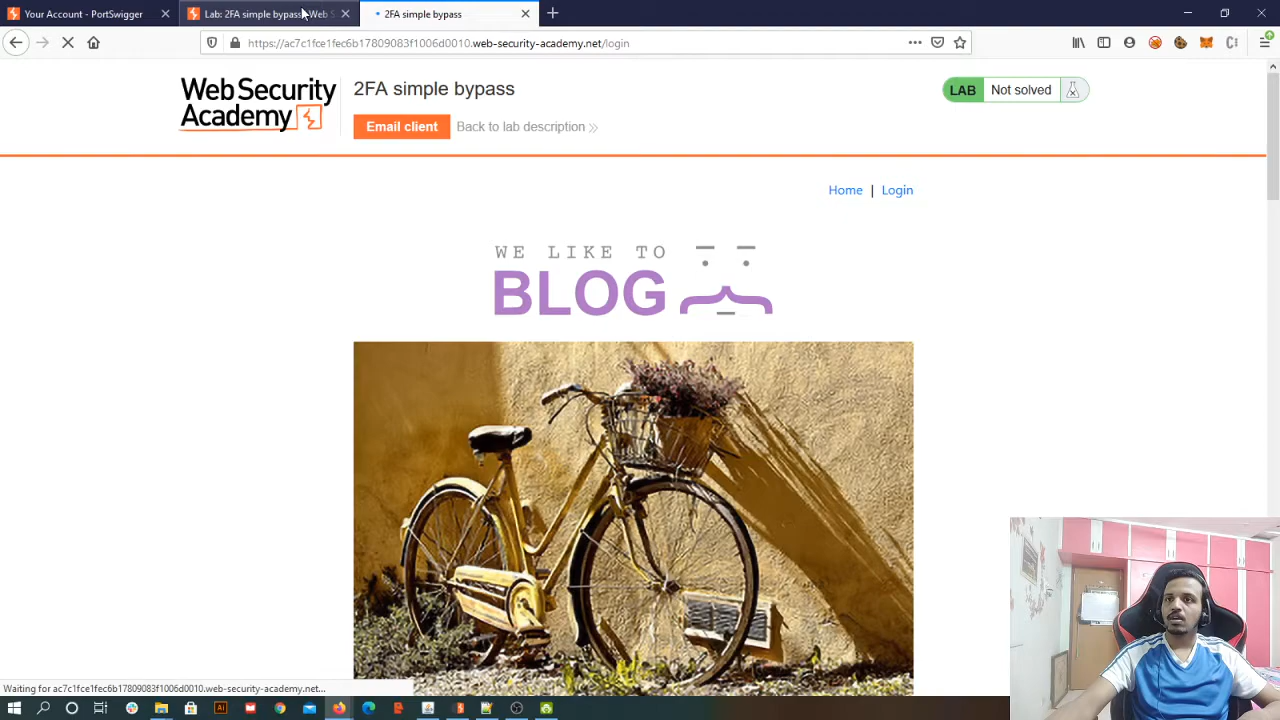 Your Account - PortSwigger
Lab: 2FA simple bypass | Web S
2FA simple bypass
https://ac7c1fce1fec6b17809083f1006d0010.web-security-academy.net/login
Web Security
Academy
2FA simple bypass
LAB
Not solved
Email client
Back to lab description
Home | Login
WE LIKE TO
BLOG
Waiting for ac7c1fce1fec6b17809083f1006d0010.web-security-academy.net...